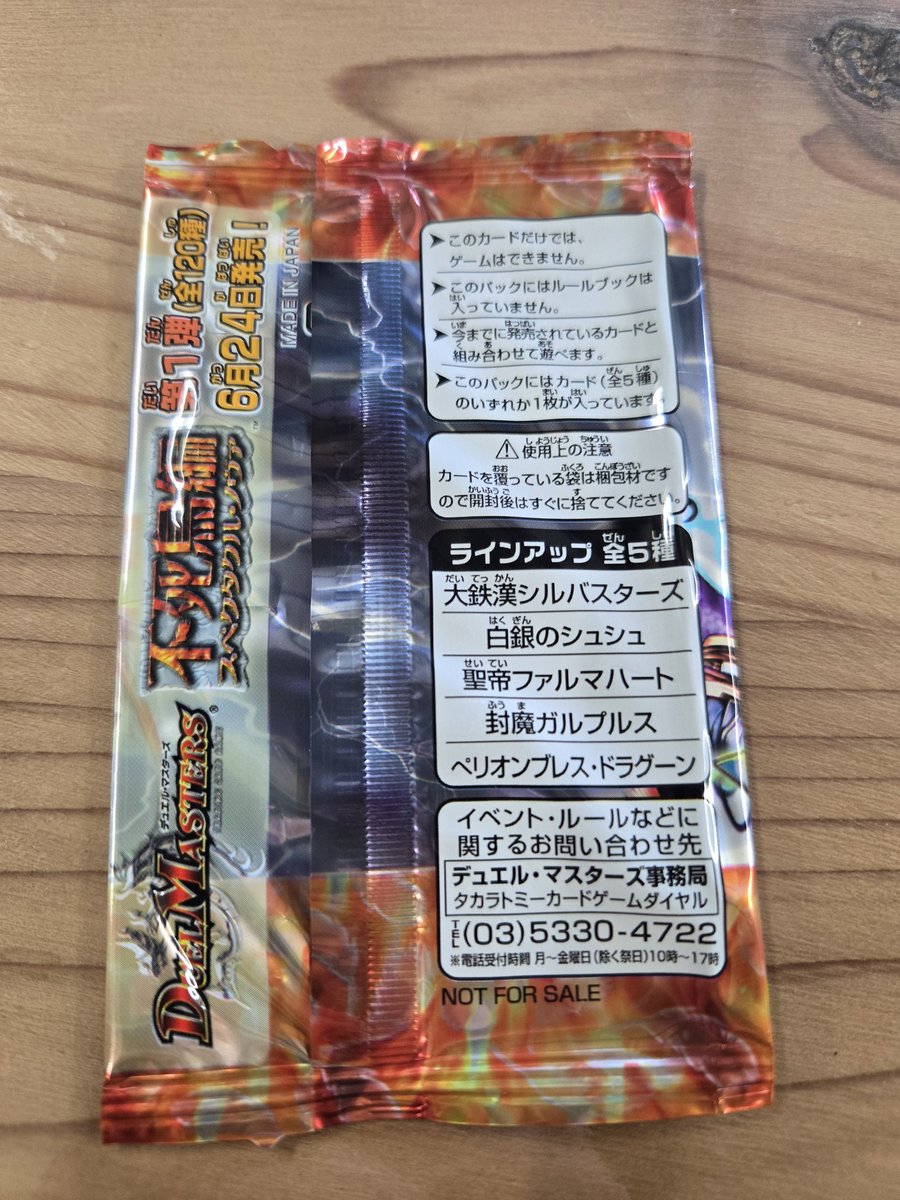 第1弾(全120種)
6月24日発売!
MADE IN JAPAN
不死鳥編
スペクタクル・ノヴァ
TM
デュエル・マスターズ
DUEL MASTERS®
TRADING CARD GAME
➤このカードだけでは、
ゲームはできません。
➤このパックにはルールブックは
入っていません。
➤今までに発売されているカードと
組み合わせて遊べます。
➤このパックにはカード(全5種)
のいずれか1枚が入っています。
⚠使用上の注意
カードを覆っている袋は梱包材です
ので開封後はすぐに捨ててください。
ラインアップ 全5種
大鉄漢シルバスターズ
白銀のシュシュ
聖帝ファルマハート
封魔ガルプルス
ペリオンブレス・ドラグーン
イベント・ルールなどに
関するお問い合わせ先
デュエル・マスターズ事務局
タカラトミーカードゲームダイヤル
TEL(03)5330-4722
※電話受付時間 月～金曜日(除く祭日)10時～17時
NOT FOR SALE